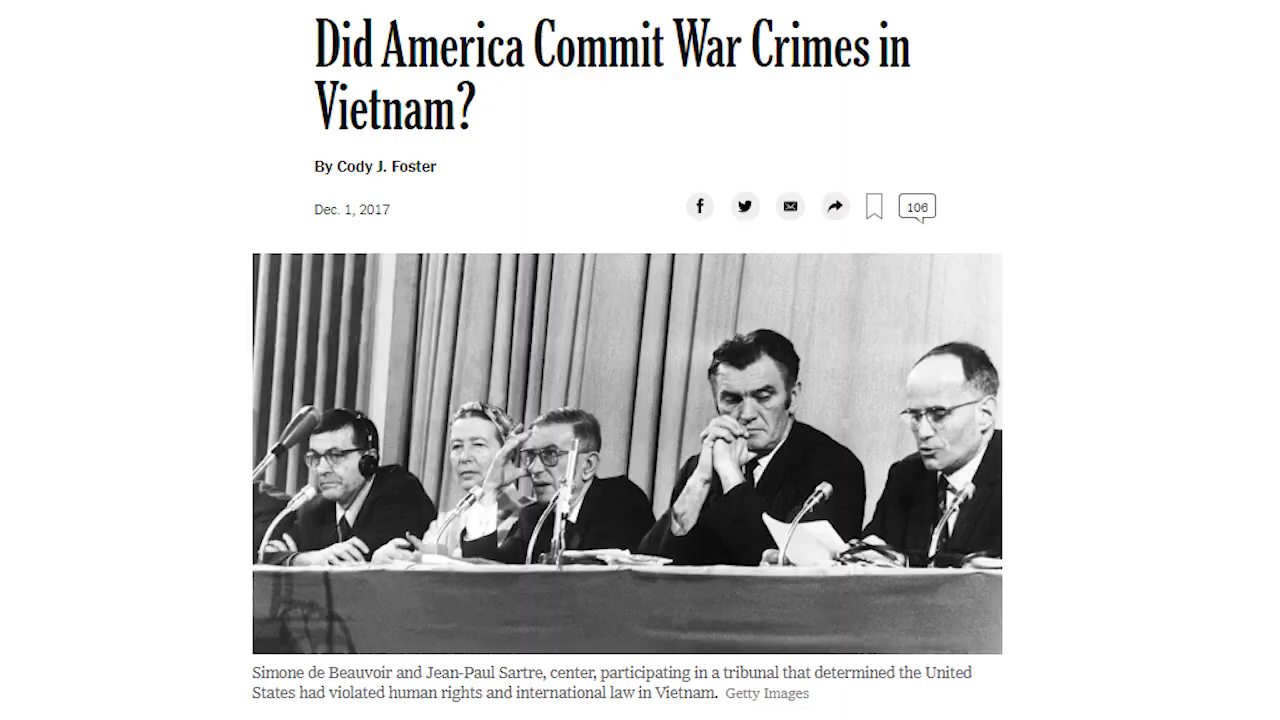 Did America Commit War Crimes in
Vietnam?
By Cody J. Foster
Dec. 1, 2017
106
Simone de Beauvoir and Jean-Paul Sartre, center, participating in a tribunal that determined the United
States had violated human rights and international law in Vietnam. Getty Images